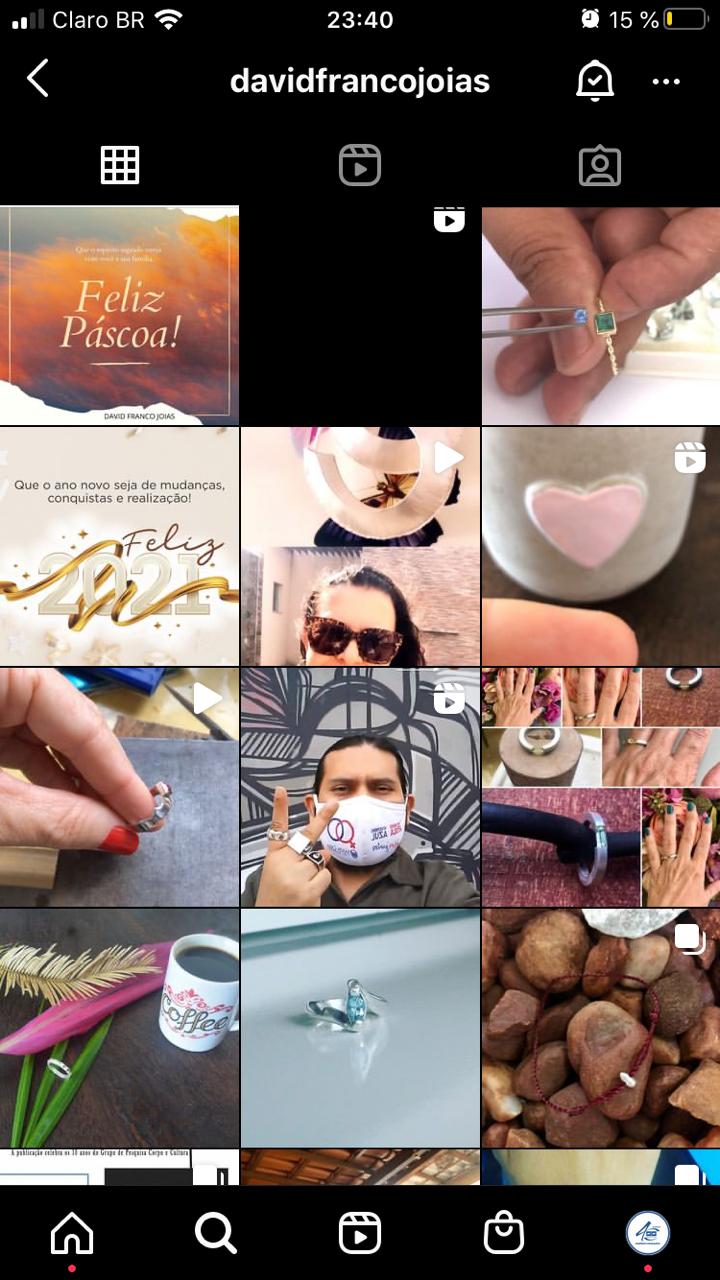 Claro BR
23:40
15 %
davidfrancojoias
Que o espírito sagrado esteja
com você e sua família.
Feliz
Páscoa!
DAVID FRANCO JOIAS
Que o ano novo seja de mudanças,
conquistas e realização!
Feliz
2021
Coffee
A publicação celebra os 10 anos do Grupo de Pesquisa Corpo e Cultura